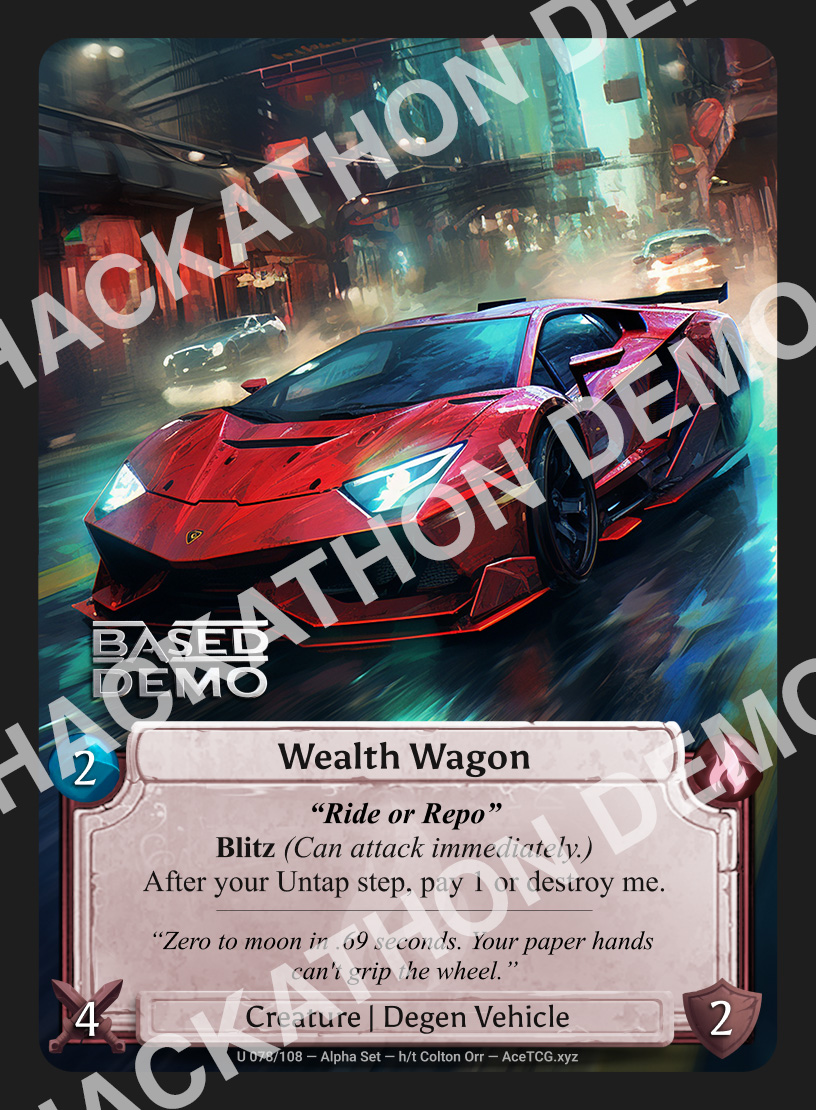 HACKATHON DEMO
HACKATHON DEMO
BASED
DEMO
2
Wealth Wagon
“Ride or Repo”
Blitz (Can attack immediately.)
After your Untap step, pay 1 or destroy me.
“Zero to moon in .69 seconds. Your paper hands
can't grip the wheel.”
4
Creature | Degen Vehicle
2
U 078/108 — Alpha Set — h/t Colton Orr — AceTCG.xyz
HACKATHON DEMO